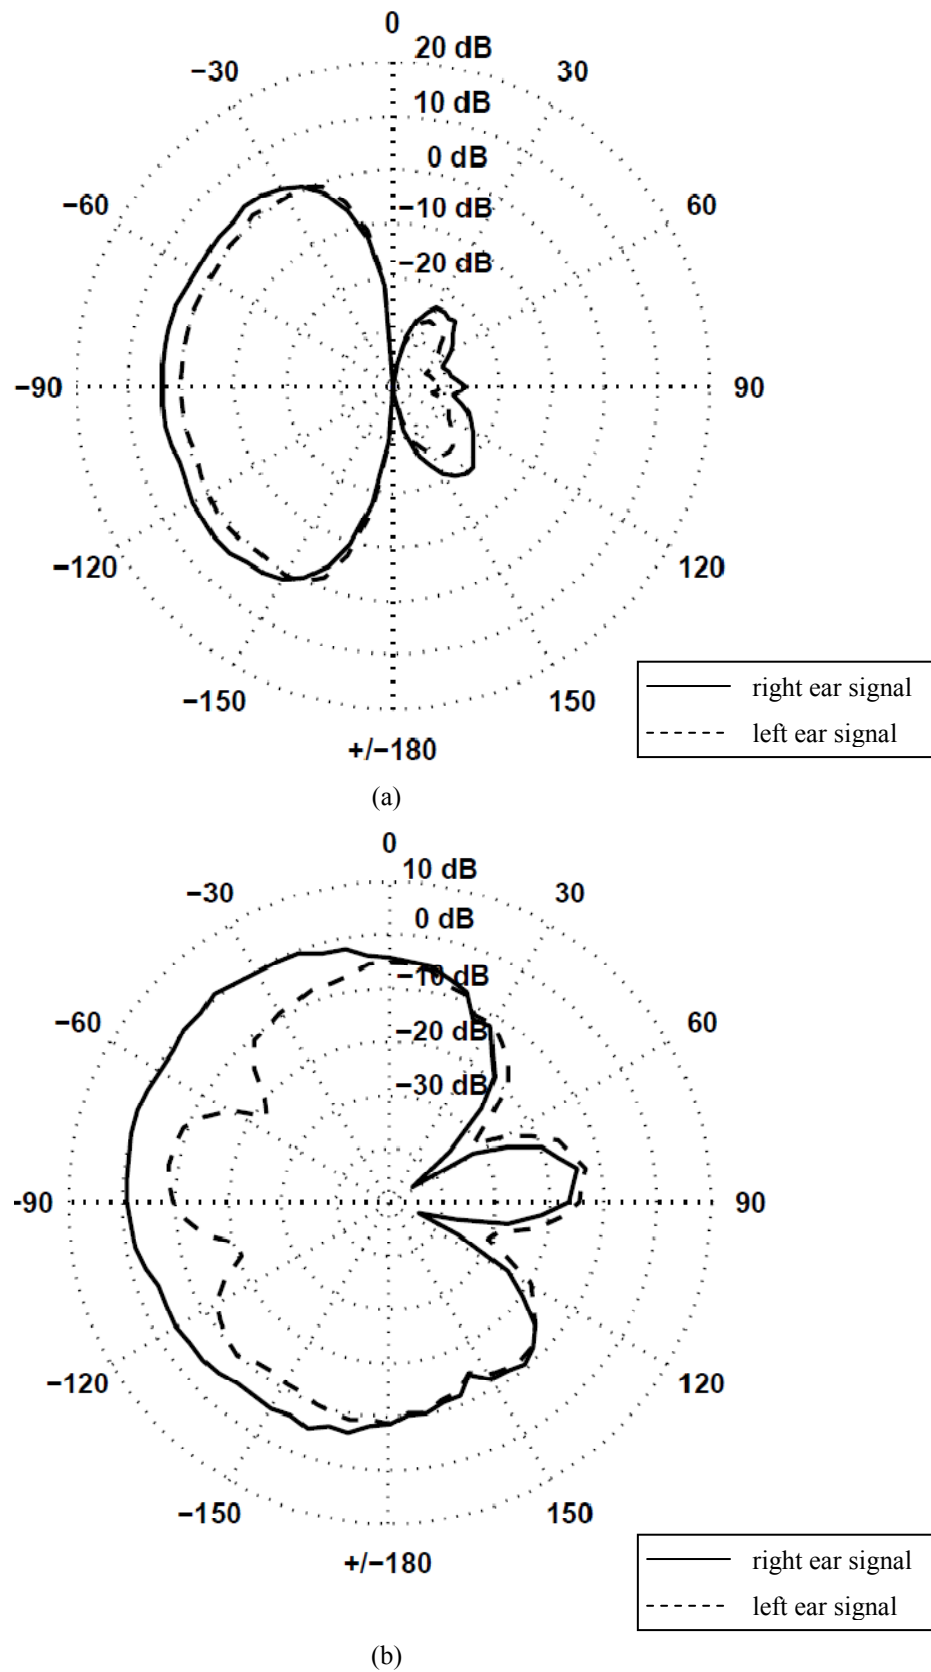 0
20 dB
−30
30
10 dB
0 dB
−60
−10 dB
60
−20 dB
−90
90
−120
120
−150
150
+/−180
right ear signal
left ear signal
(a)
0
10 dB
−30
30
0 dB
−10 dB
−60
−20 dB
60
−30 dB
-90
90
−120
120
−150
150
+/−180
right ear signal
left ear signal
(b)